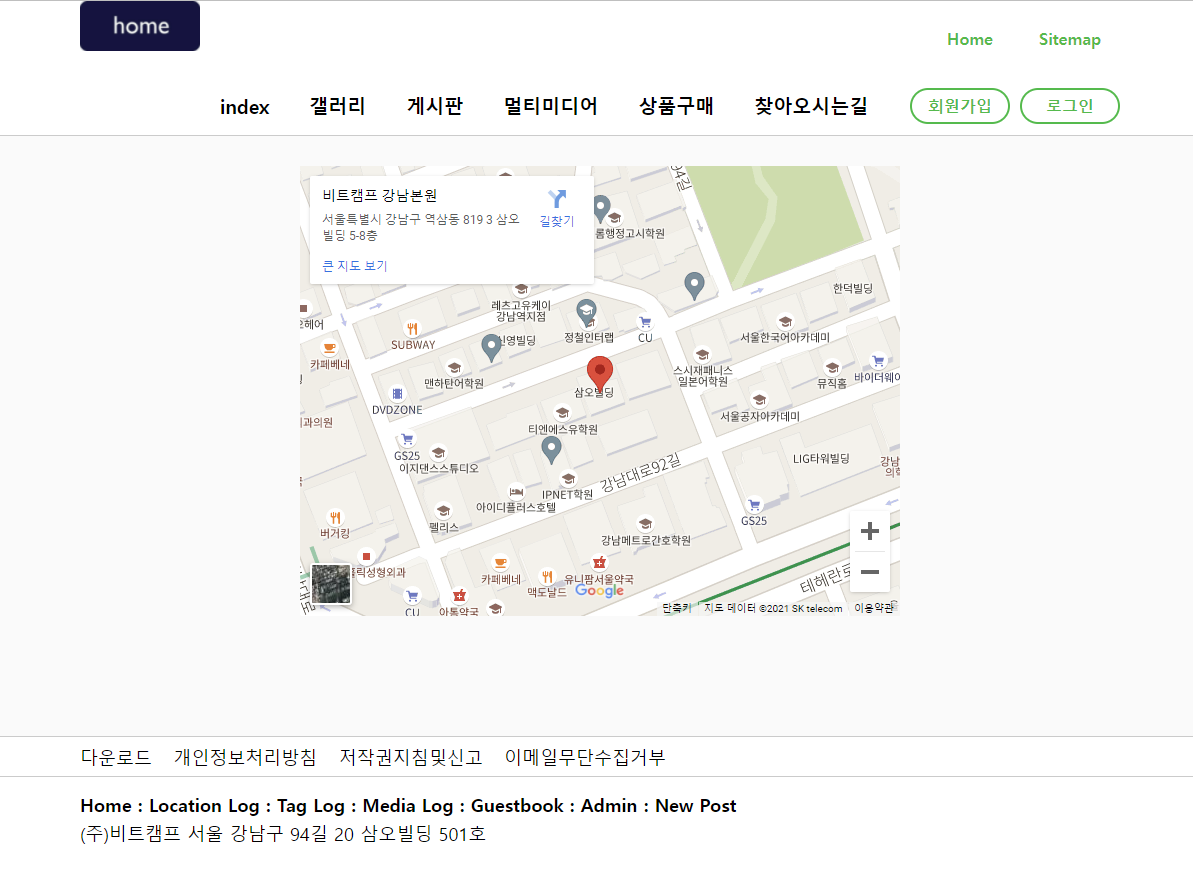 home
Home
Sitemap
index
갤러리
게시판
멀티미디어
상품구매
찾아오시는길
회원가입
로그인
비트캠프 강남본원
서울특별시 강남구 역삼동 819 3 삼오
빌딩 5-8층
길찾기
큰 지도 보기
94길
롬행정고시학원
한덕빌딩
레츠고유케이
강남역지점
정철인터랩
CU
서울한국어아카데미
SUBWAY
신영빌딩
카페베네
맨하탄어학원
스시재패니스
일본어학원
뮤직홈
바이더웨이
삼오빌딩
DVDZONE
서울공자아카데미
티엔에스유학원
GS25
이지댄스스튜디오
LIG타워빌딩
강남대로92길
IPNET학원
아이디플러스호텔
GS25
펠리스
버거킹
강남메트로간호학원
카페베네
유니팜서울약국
맥도날드
Google
테헤란로
CU
아톰약국
단축키
지도 데이터 ©2021 SK telecom
이용약관
다운로드
개인정보처리방침
저작권지침및신고
이메일무단수집거부
Home : Location Log : Tag Log : Media Log : Guestbook : Admin : New Post
(주)비트캠프 서울 강남구 94길 20 삼오빌딩 501호